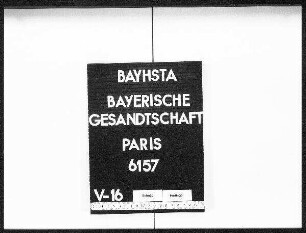 BAYHSTA
BAYERISCHE
GESANDTSCHAFT
PARIS
6157
V-16